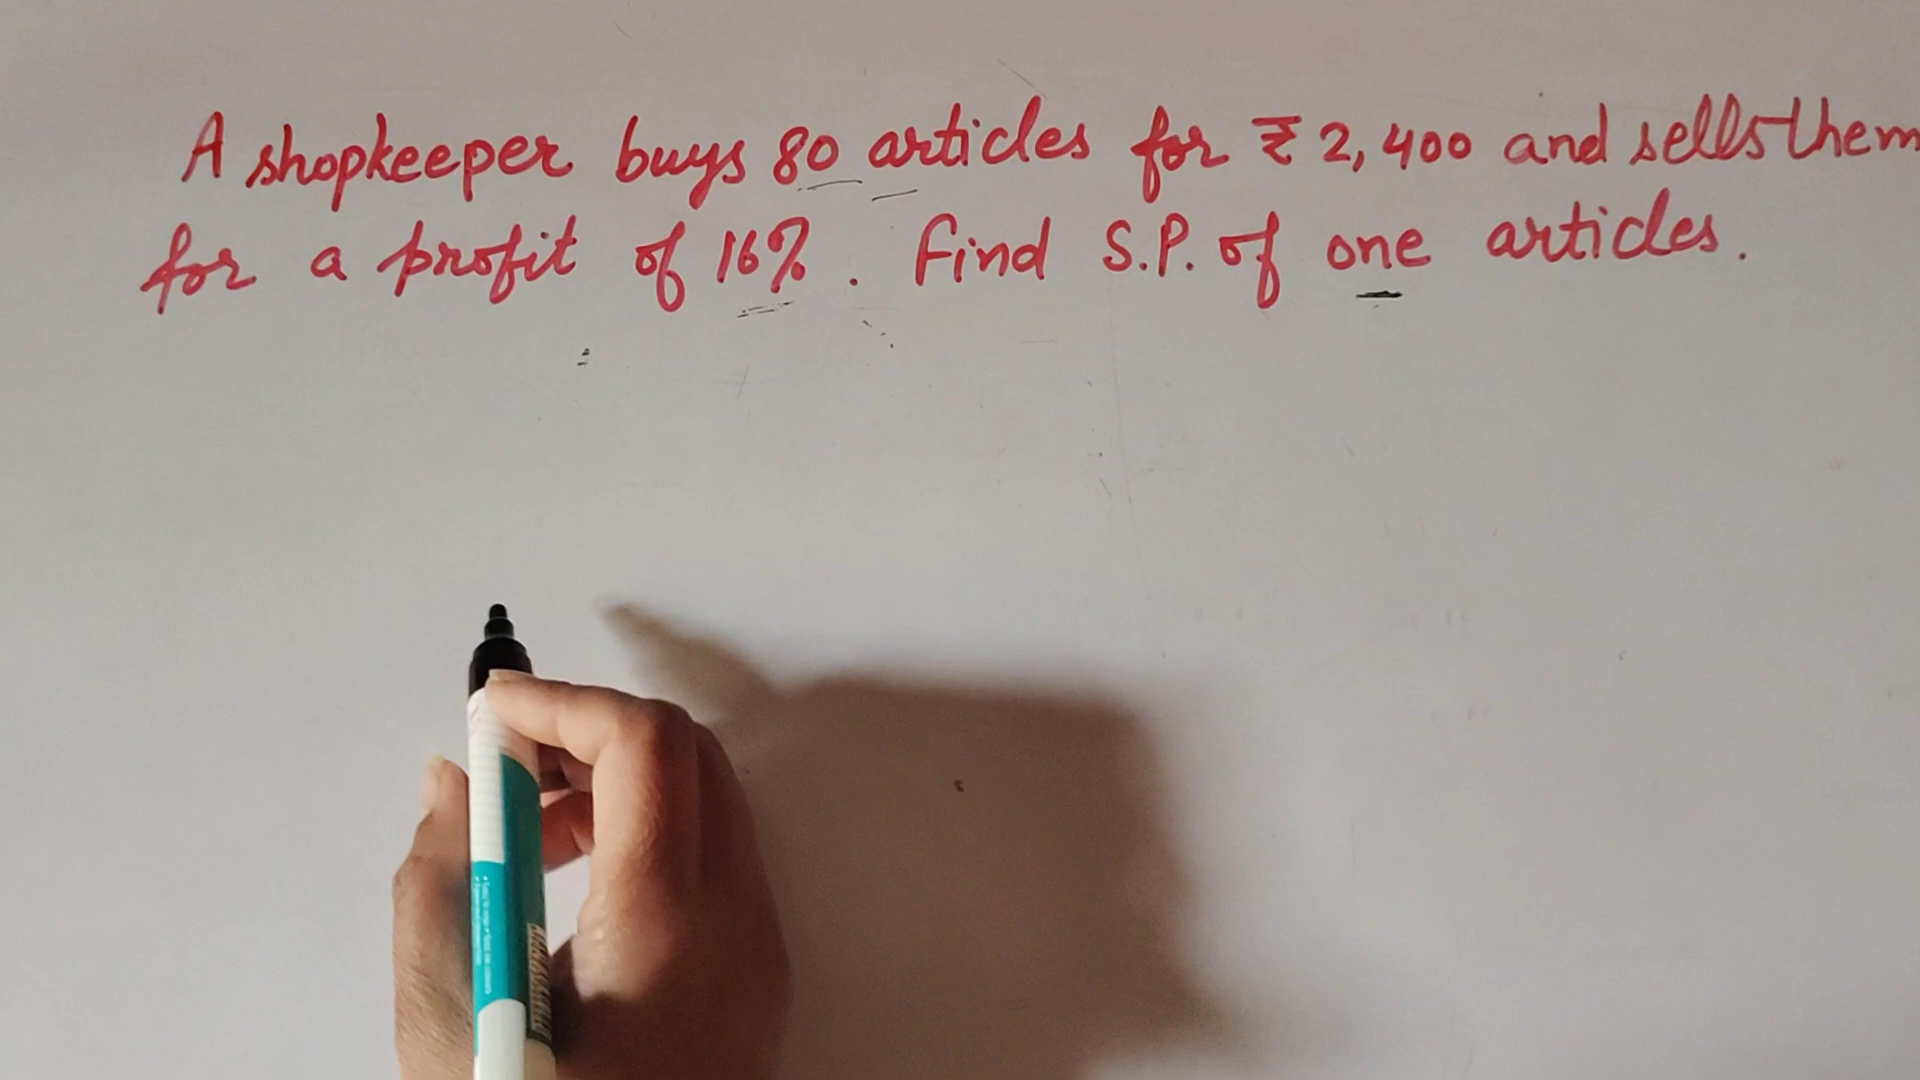 A shopkeeper buys 80 articles for ₹ 2,400 and sells them
for a profit of 16%. Find S.P. of one articles.